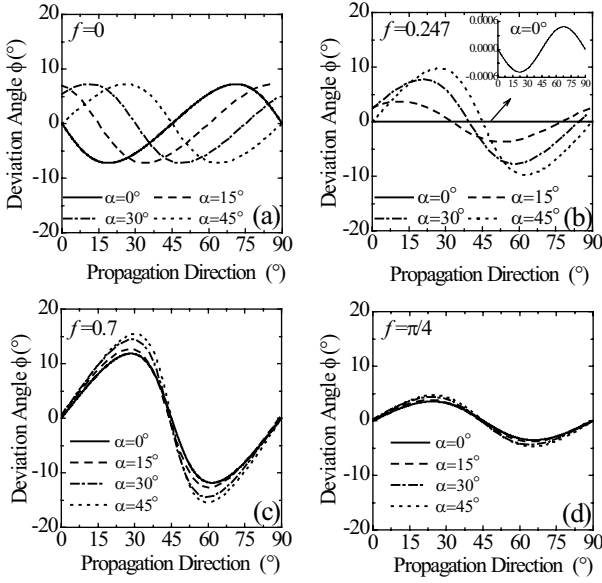 f=0
20
10
0
-10
-20
Deviation Angle ϕ(°)
α=0° α=15°
α=30° α=45°
(a)
0 15 30 45 60 75 90
Propagation Direction (°)
f=0.247
0.0006
0.0000
-0.0006
α=0°
0 15 30 45 60 75 90
20
10
0
-10
-20
Deviation Angle ϕ(°)
α=0° α=15°
α=30° α=45°
(b)
0 15 30 45 60 75 90
Propagation Direction (°)
f=0.7
20
10
0
-10
-20
Deviation Angle ϕ(°)
α=0°
α=15°
α=30°
α=45°
(c)
0 15 30 45 60 75 90
Propagation Direction (°)
f=π/4
20
10
0
-10
-20
Deviation Angle ϕ(°)
α=0°
α=15°
α=30°
α=45°
(d)
0 15 30 45 60 75 90
Propagation Direction (°)